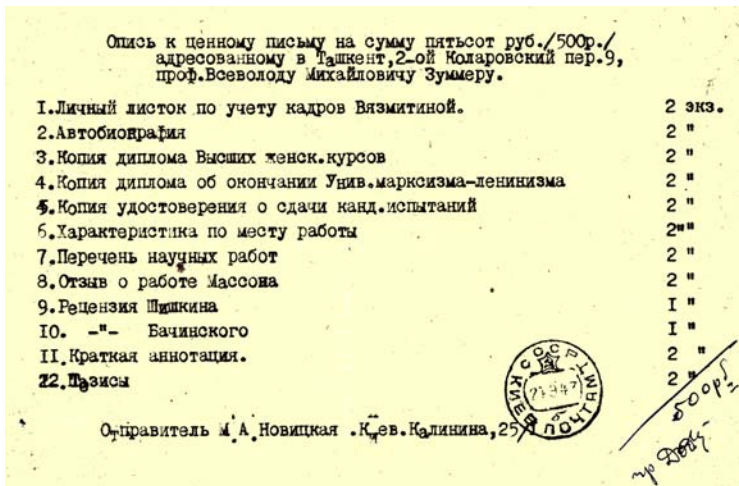 Опись к ценному письму на сумму пятьсот руб./500р./
адресованному в Ташкент,2-ой Коларовский пер.9,
проф.Всеволоду Михайловичу Зуммеру.
I.Личный листок по учету кадров Вязмитиной. 2 экз.
2.Автобиография 2 "
3.Копия диплома Высших женск.курсов 2 "
4.Копия диплома об окончании Унив.марксизма-ленинизма 2 "
5.Копия удостоверения о сдачи канд.испытаний 2 "
6.Характеристика по месту работы 2""
7.Перечень научных работ 2 "
8.Отзыв о работе Массона 2 "
9.Рецензия Шишкина I "
IO. -"- Бачинского I "
II.Краткая аннотация. 2 "
12.Тезисы 2 "
СССР
КИЕВ ПОЧТАМТ
500р
Отправитель М.А.Новицкая .Киев.Калинина,25/